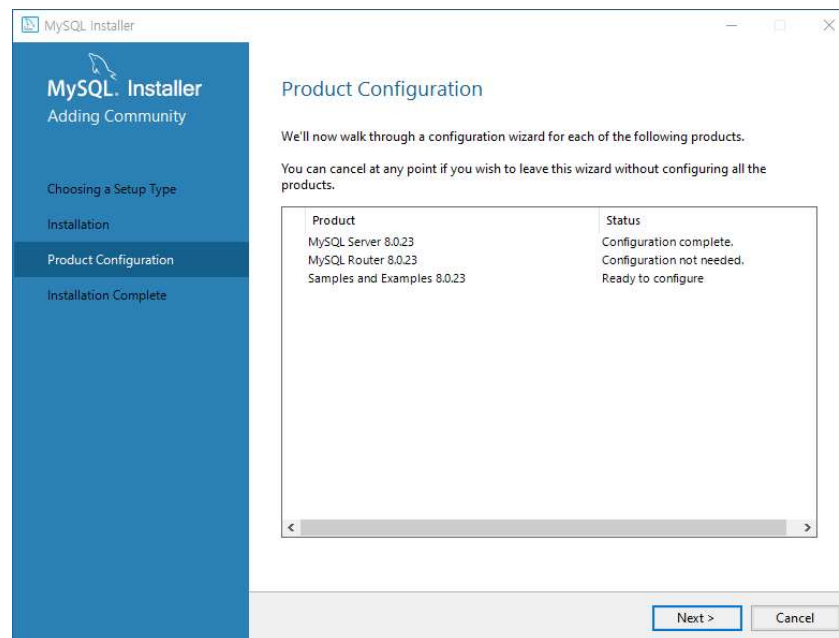 MySQL Installer
MySQL. Installer
Adding Community
Choosing a Setup Type
Installation
Product Configuration
Installation Complete
Product Configuration
We'll now walk through a configuration wizard for each of the following products.
You can cancel at any point if you wish to leave this wizard without configuring all the
products.
Product Status
MySQL Server 8.0.23 Configuration complete.
MySQL Router 8.0.23 Configuration not needed.
Samples and Examples 8.0.23 Ready to configure
Next >
Cancel